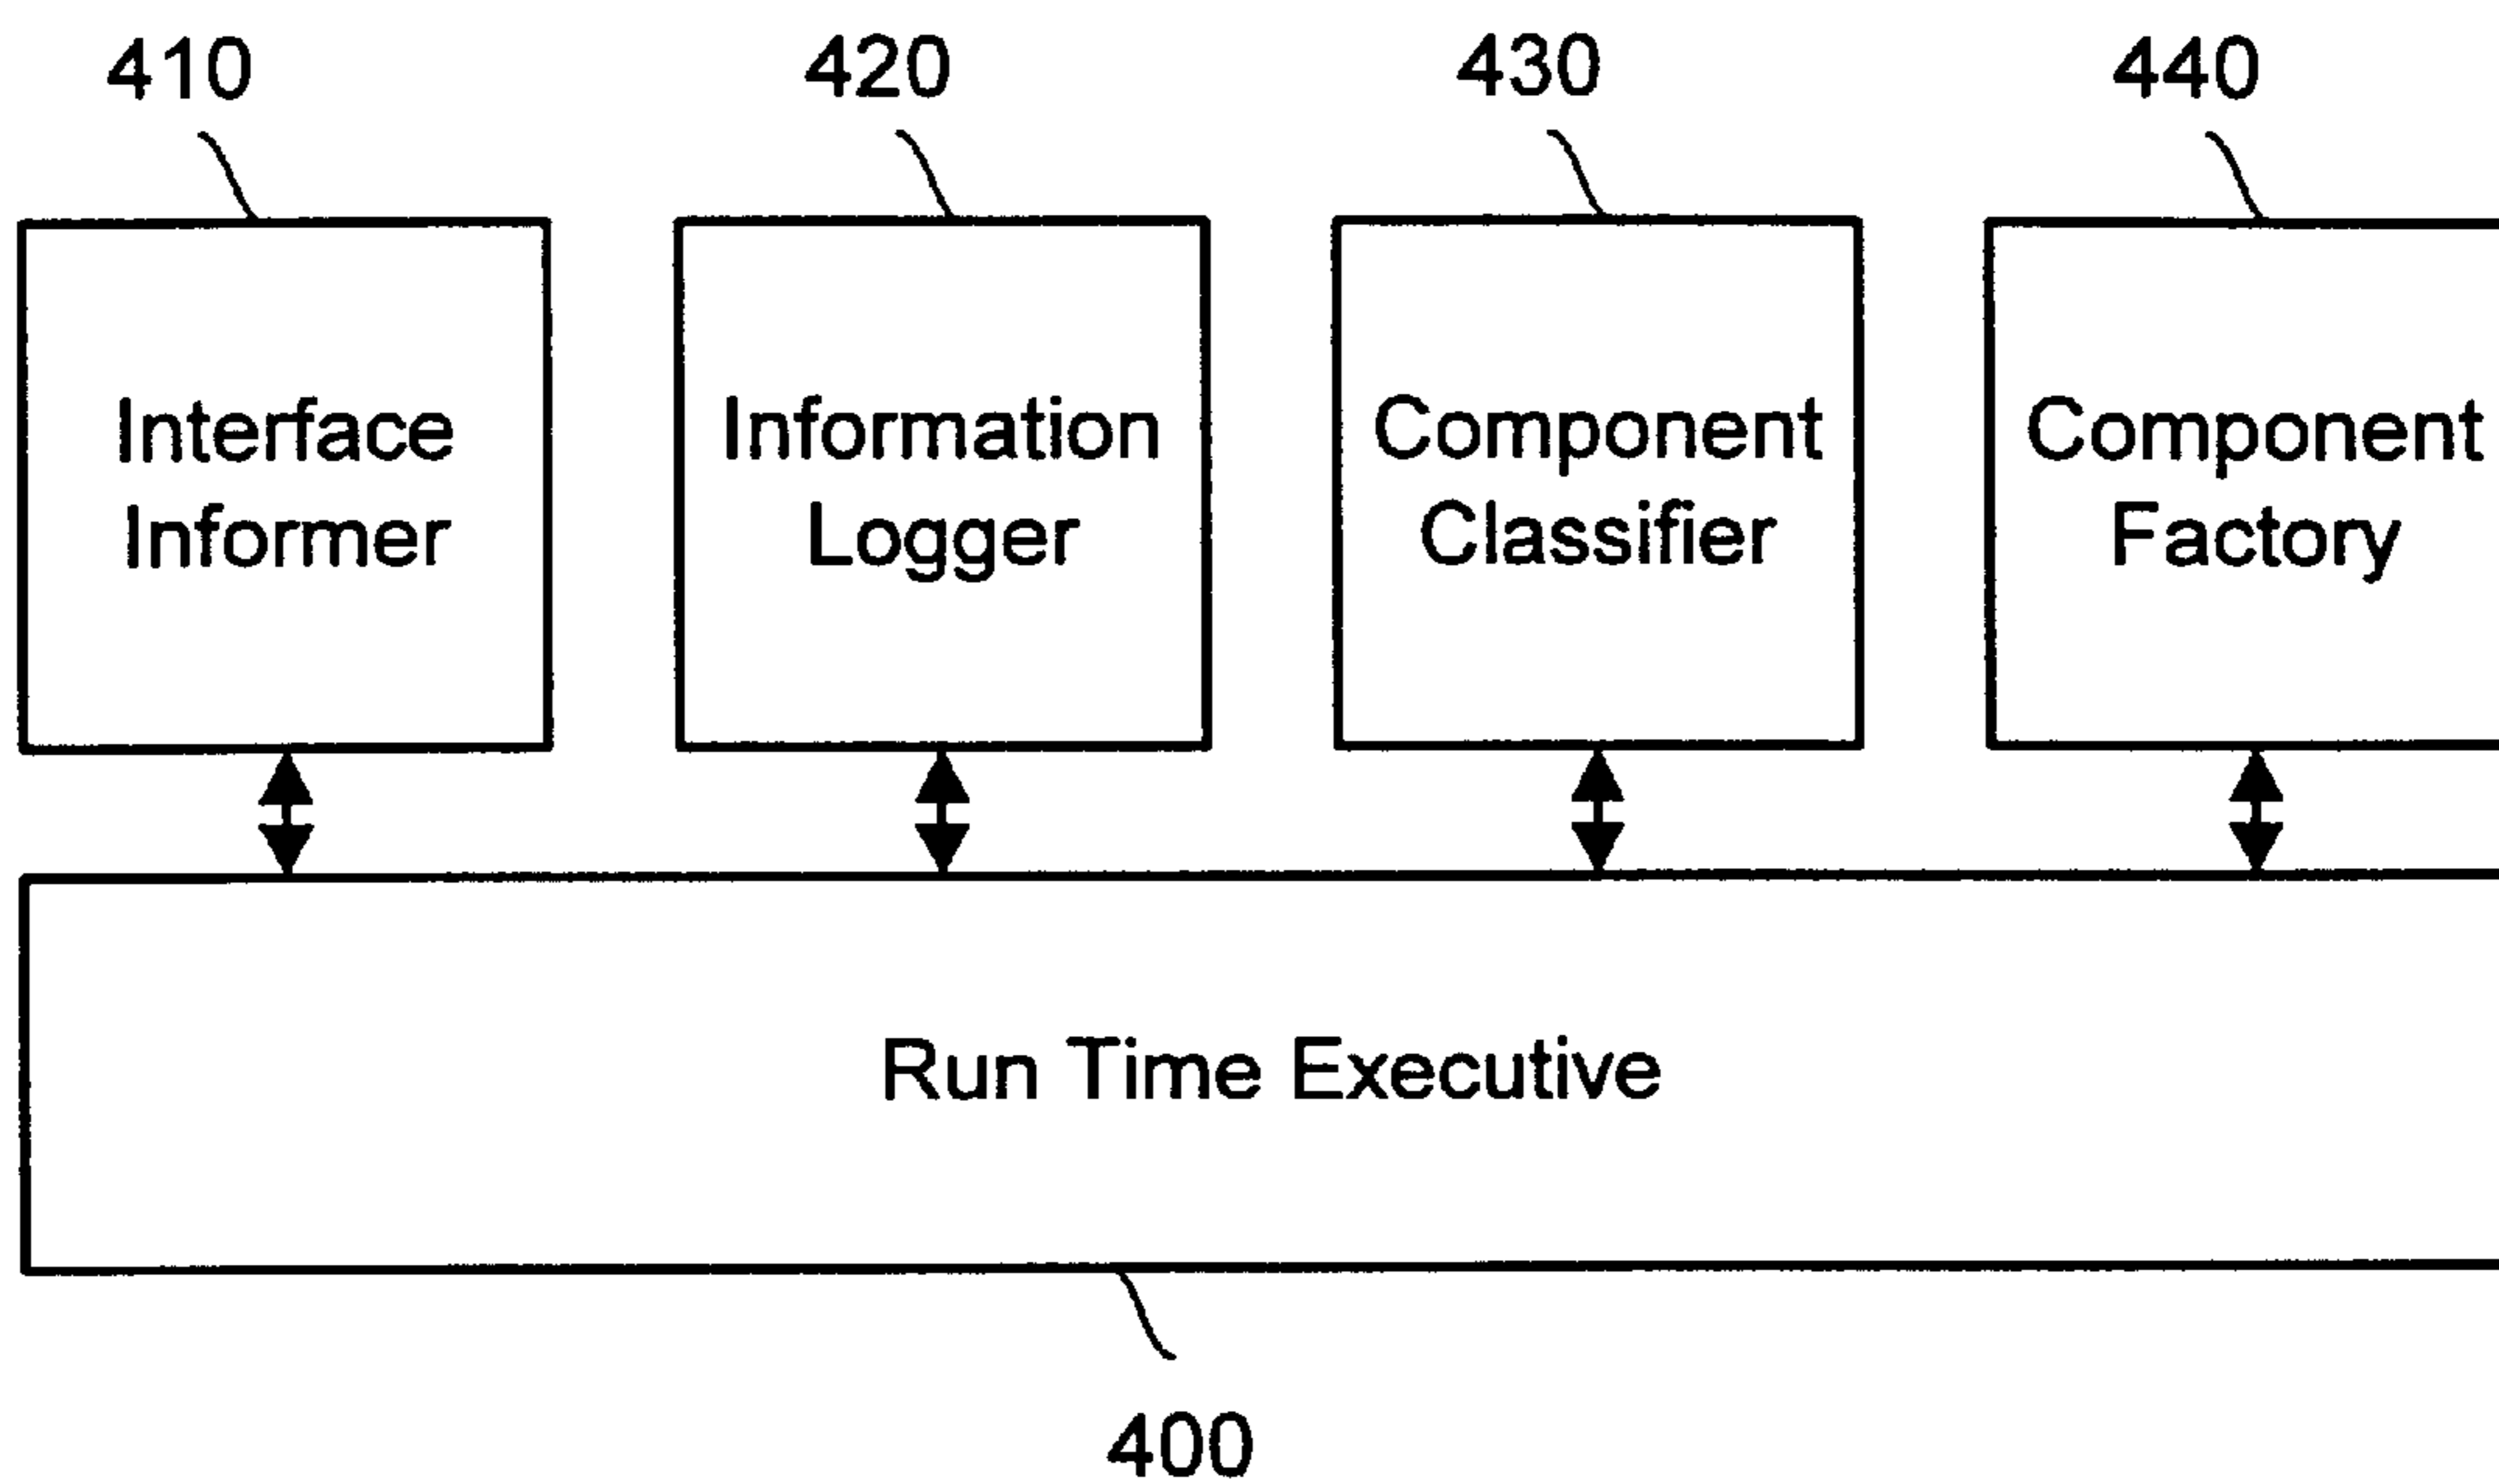 410
420
430
440
Interface
Informer
Information
Logger
Component
Classifier
Component
Factory
Run Time Executive
400